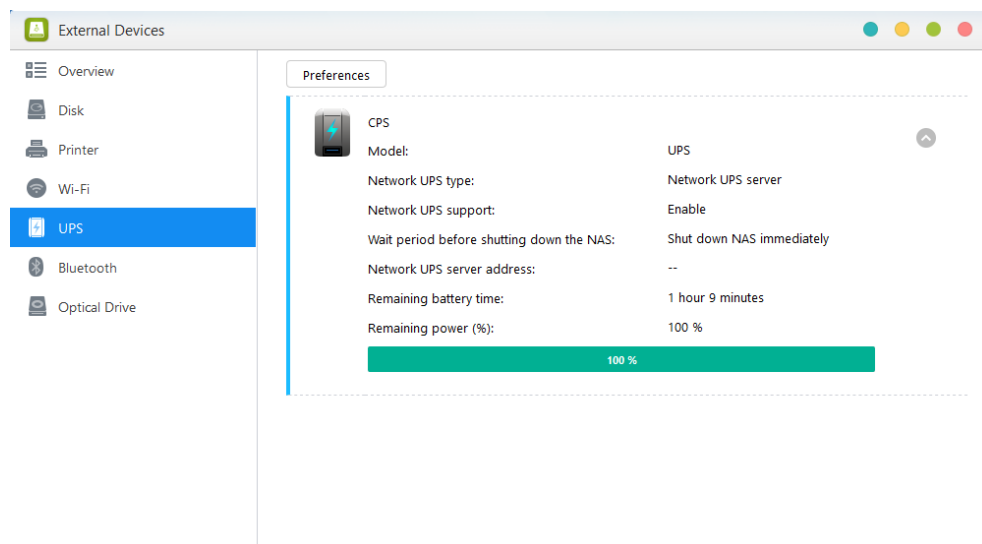 External Devices
Overview
Disk
Printer
Wi-Fi
UPS
Bluetooth
Optical Drive
Preferences
CPS
Model: UPS
Network UPS type: Network UPS server
Network UPS support: Enable
Wait period before shutting down the NAS: Shut down NAS immediately
Network UPS server address: --
Remaining battery time: 1 hour 9 minutes
Remaining power (%): 100 %
100 %